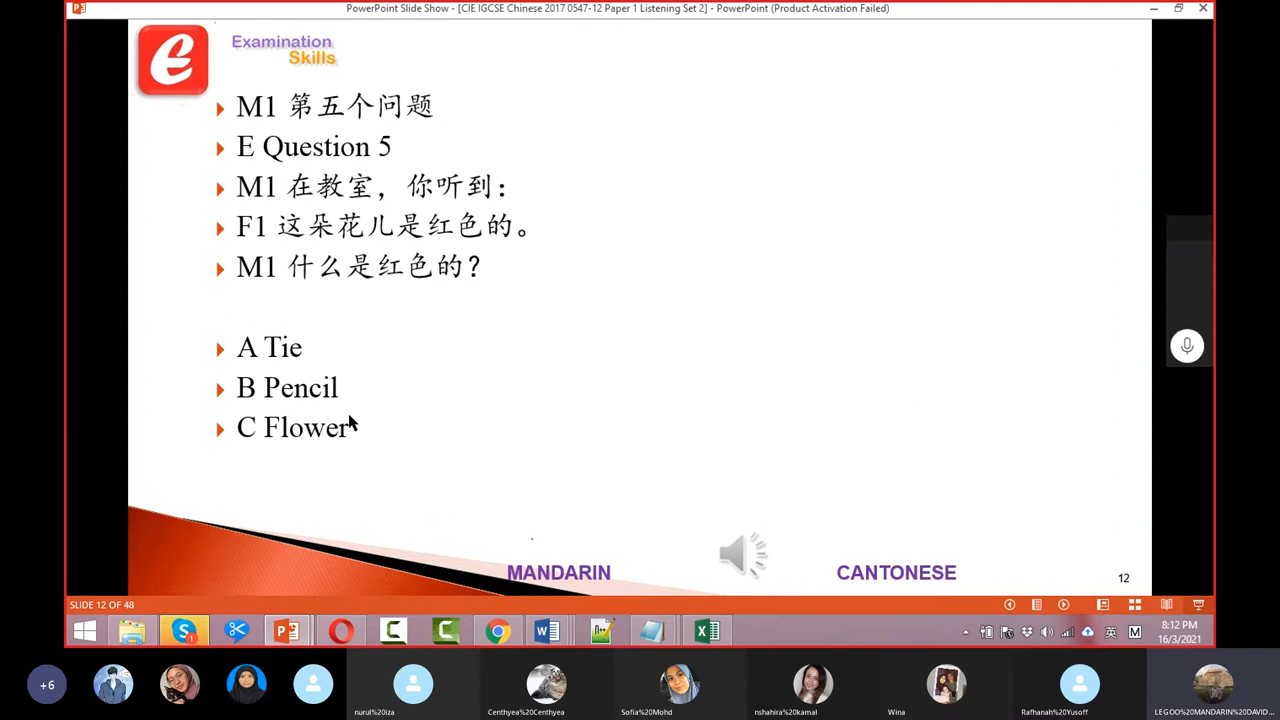 PowerPoint Slide Show - [CIE IGCSE Chinese 2017 0547-12 Paper 1 Listening Set 2] - PowerPoint (Product Activation Failed)
e
Examination
Skills
M1 第五个问题
E Question 5
M1 在教室，你听到：
F1 这朵花儿是红色的。
M1 什么是红色的？
A Tie
B Pencil
C Flower
MANDARIN
CANTONESE
12
SLIDE 12 OF 48
英
M
8:12 PM
16/3/2021
+6
nurul%20iza
Centhyea%20Centhyea
Sofia%20Mohd
nshahira%20kamal
Wina
Rafhanah%20Yusoff
LEGOO%20MANDARIN%20DAVID...